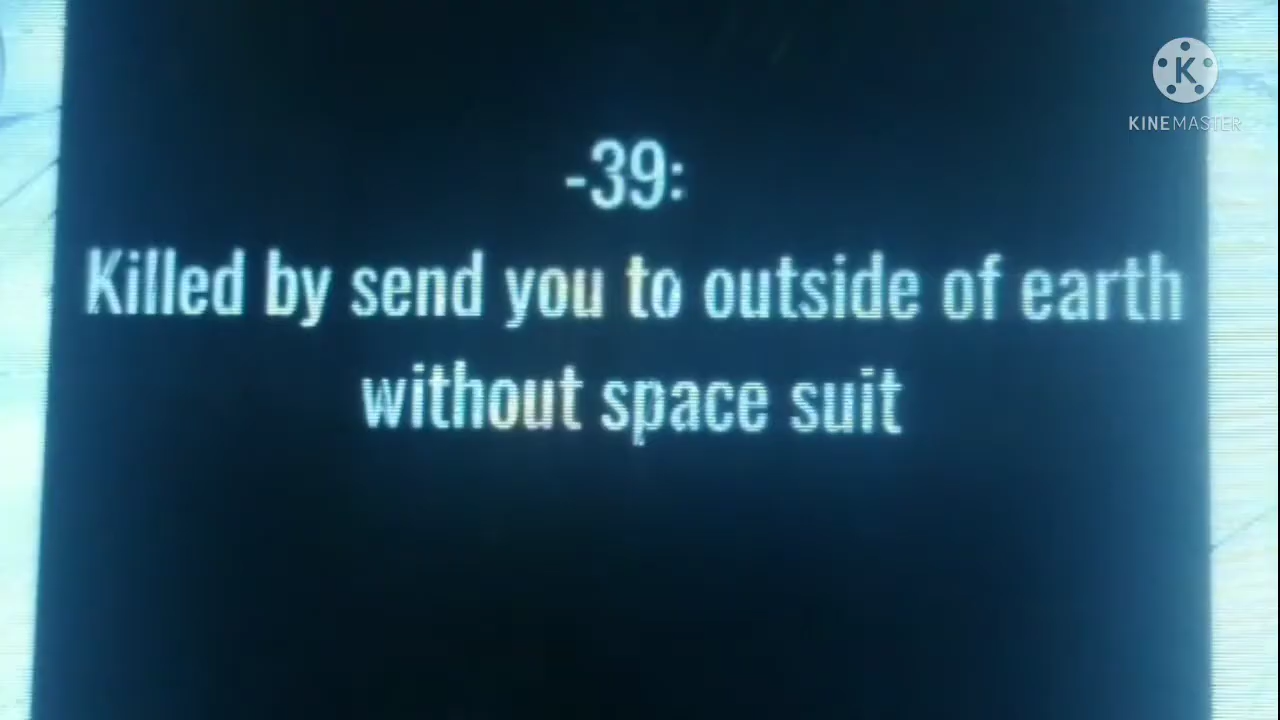 -39:
Killed by send you to outside of earth
without space suit
K
KINEMASTER